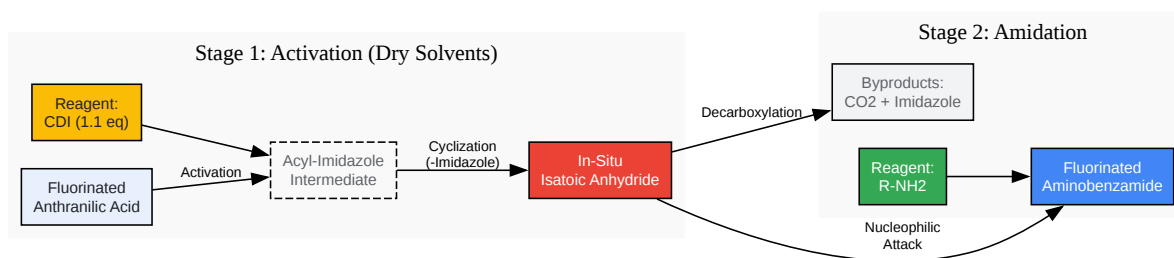 Stage 1: Activation (Dry Solvents)
Reagent:
CDI (1.1 eq)
Fluorinated
Anthranilic Acid
Activation
Acyl-Imidazole
Intermediate
Cyclization
(-Imidazole)
In-Situ
Isatoic Anhydride
Decarboxylation
Nucleophilic
Attack
Stage 2: Amidation
Byproducts:
CO2 + Imidazole
Reagent:
R-NH2
Fluorinated
Aminobenzamide